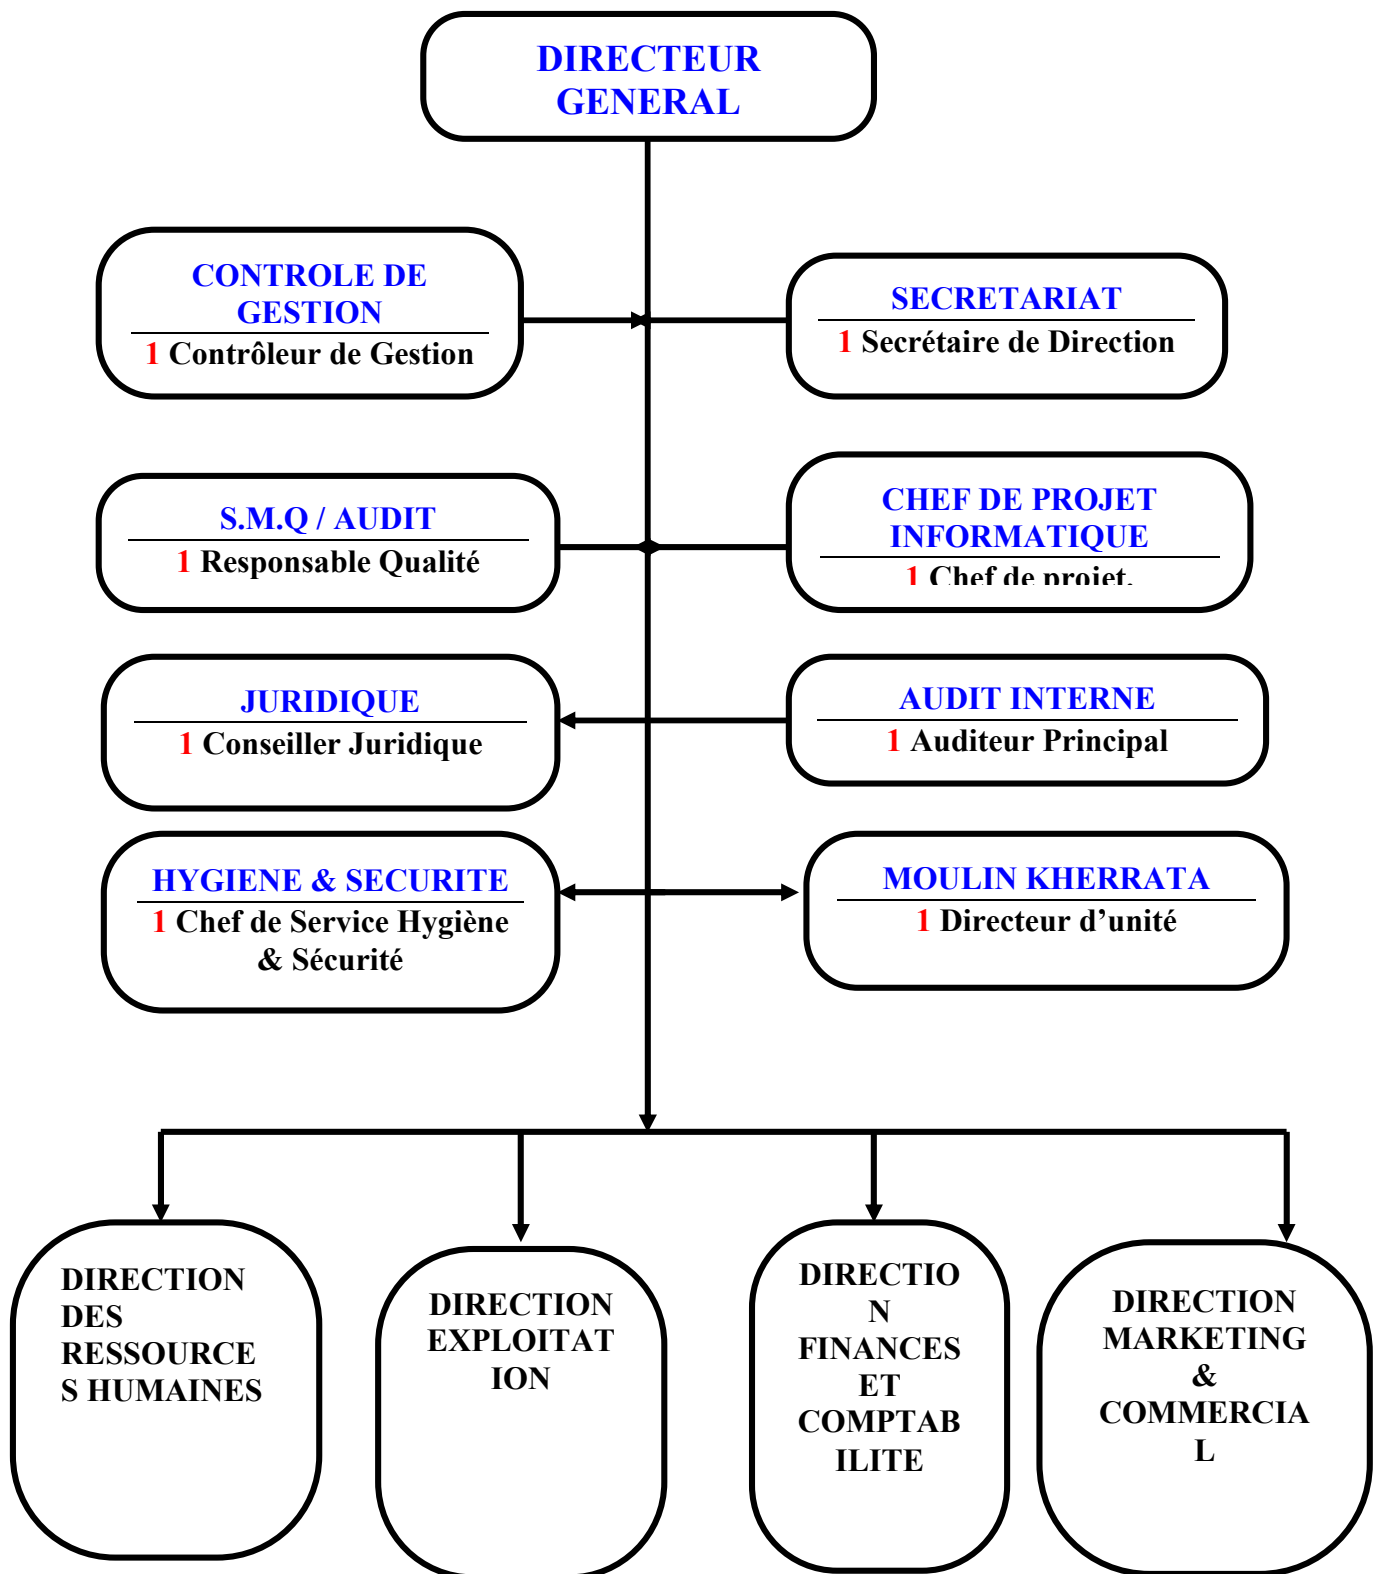 DIRECTEUR
GENERAL
CONTROLE DE
GESTION
1 Contrôleur de Gestion
SECRETARIAT
1 Secrétaire de Direction
S.M.Q / AUDIT
1 Responsable Qualité
CHEF DE PROJET
INFORMATIQUE
1 Chef de projet.
JURIDIQUE
1 Conseiller Juridique
AUDIT INTERNE
1 Auditeur Principal
HYGIENE & SECURITE
1 Chef de Service Hygiène
& Sécurité
MOULIN KHERRATA
1 Directeur d’unité
DIRECTION
DES
RESSOURCE
S HUMAINES
DIRECTION
EXPLOITAT
ION
DIRECTIO
N
FINANCES
ET
COMPTAB
ILITE
DIRECTION
MARKETING
&
COMMERCIA
L